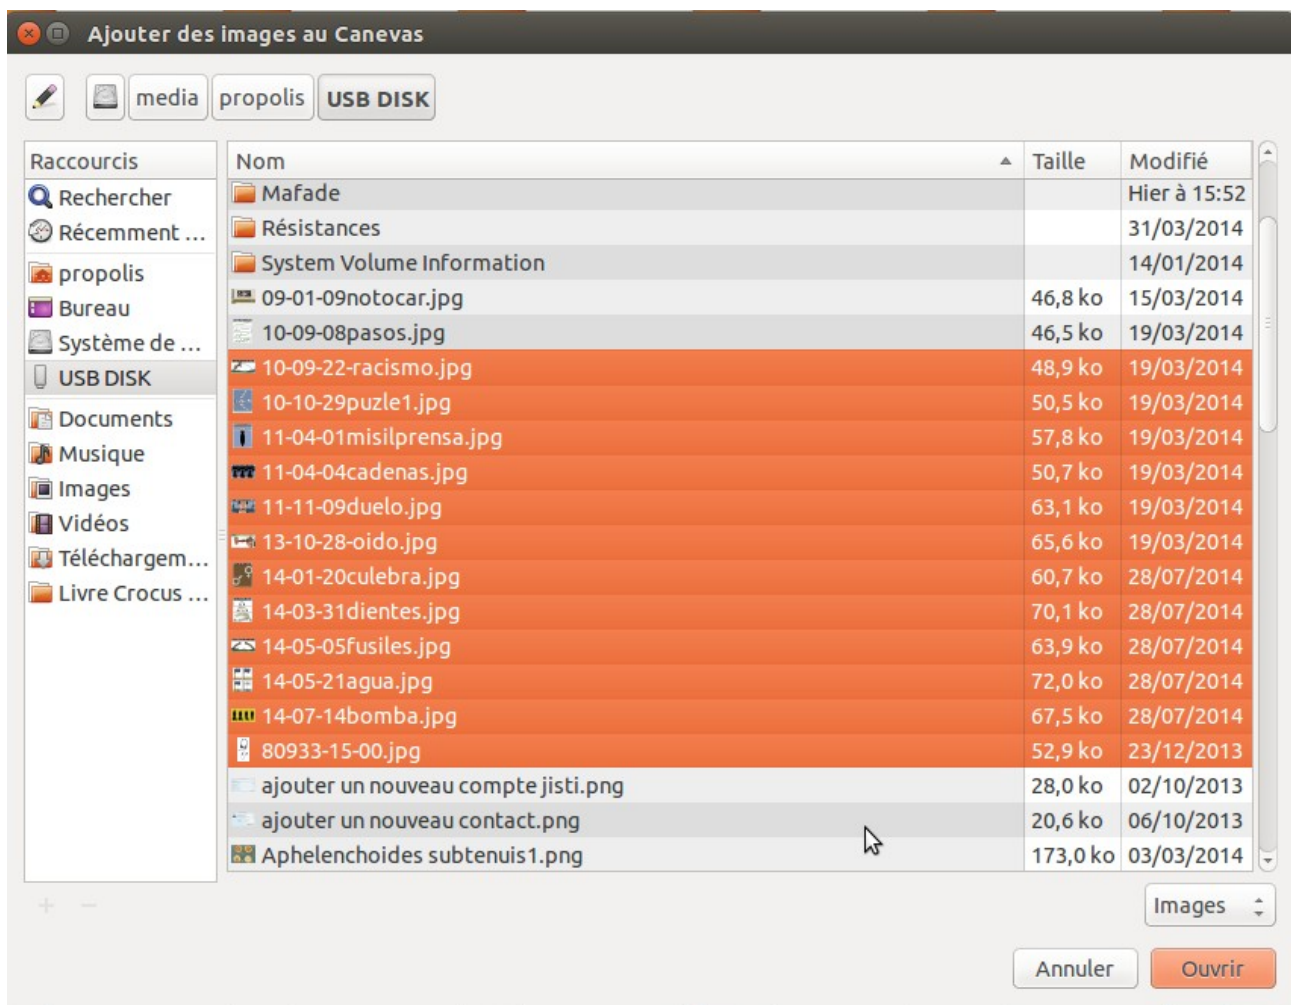 Ajouter des images au Canevas
media propolis USB DISK
Raccourcis
Rechercher
Récemment ...
propolis
Bureau
Système de ...
USB DISK
Documents
Musique
Images
Vidéos
Téléchargem...
Livre Crocus ...
Nom Taille Modifié
Mafade Hier à 15:52
Résistances 31/03/2014
System Volume Information 14/01/2014
09-01-09notocar.jpg 46,8 ko 15/03/2014
10-09-08pasos.jpg 46,5 ko 19/03/2014
10-09-22-racismo.jpg 48,9 ko 19/03/2014
10-10-29puzle1.jpg 50,5 ko 19/03/2014
11-04-01misilprensa.jpg 57,8 ko 19/03/2014
11-04-04cadenas.jpg 50,7 ko 19/03/2014
11-11-09duelo.jpg 63,1 ko 19/03/2014
13-10-28-oido.jpg 65,6 ko 19/03/2014
14-01-20culebra.jpg 60,7 ko 28/07/2014
14-03-31dientes.jpg 70,1 ko 28/07/2014
14-05-05fusiles.jpg 63,9 ko 28/07/2014
14-05-21agua.jpg 72,0 ko 28/07/2014
14-07-14bomba.jpg 67,5 ko 28/07/2014
80933-15-00.jpg 52,9 ko 23/12/2013
ajouter un nouveau compte jisti.png 28,0 ko 02/10/2013
ajouter un nouveau contact.png 20,6 ko 06/10/2013
Aphelenchoides subtenuis1.png 173,0 ko 03/03/2014
Images
Annuler Ouvrir